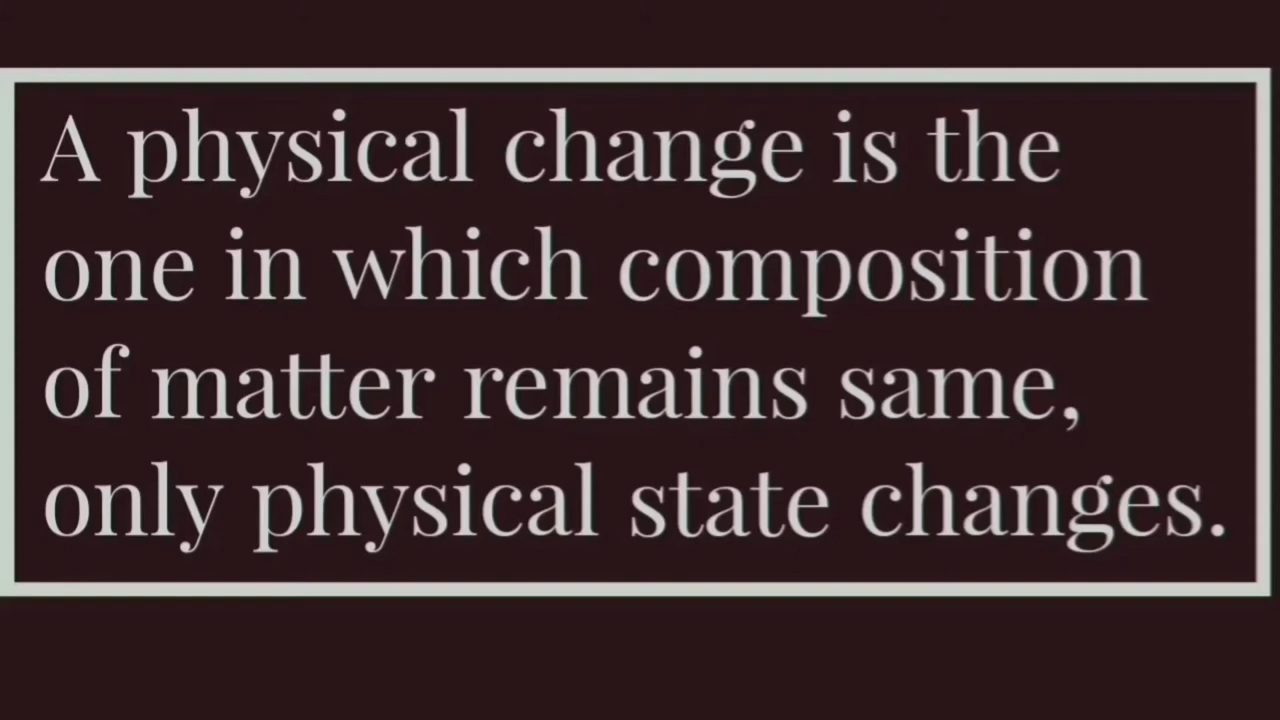 A physical change is the
one in which composition
of matter remains same,
only physical state changes.